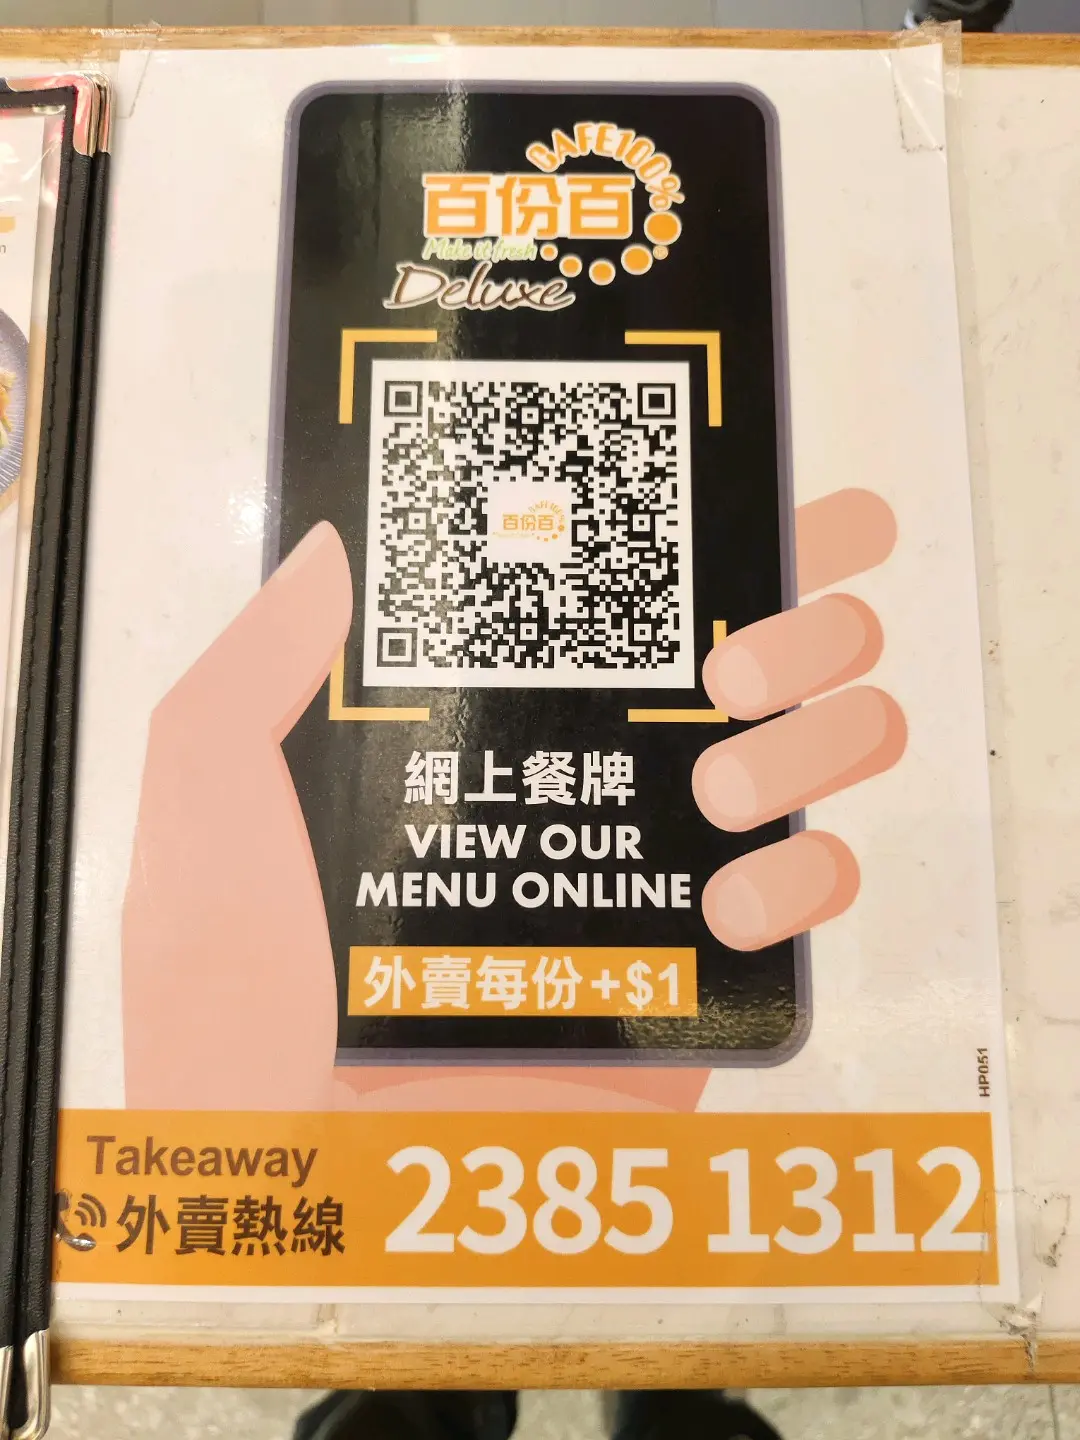 CAFE100%
百份百
Make it fresh
Deluxe
百份百
網上餐牌
VIEW OUR
MENU ONLINE
外賣每份+$1
HP051
Takeaway
外賣熱線
2385 1312